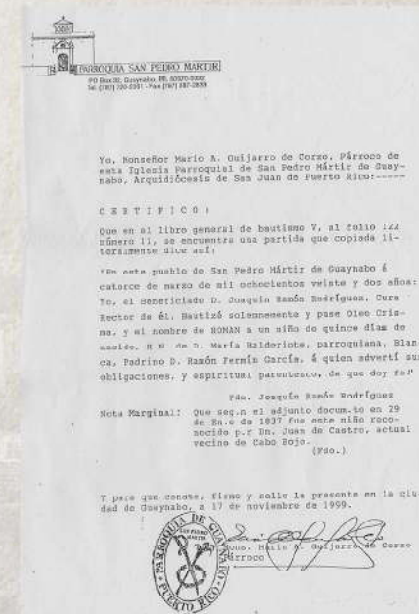 PARROQUIA SAN PEDRO MARTIR
Yo, Monseñor Mario A. Guijarro de Corzo, Párroco de
esta Iglesia Parroquial de San Pedro Mártir de Guay-
nabo, Arquidiócesis de San Juan de Puerto Rico:-----
C E R T I F I C O :
Que en el libro general de bautismo V, al folio 122
número 11, se encuentra una partida que copiada li-
teralmente dice así:
"En este pueblo de San Pedro Mártir de Guaynabo á
catorce de marzo de mil ochocientos veinte y dos años:
Yo, el beneficiado D. Joaquín Ramón Rodríguez, Cura
Rector de él. Bautizó solemnemente y puse Oleo Cris-
ma, y el nombre de ROMAN a un niño de quince días de
nacido, H.N. de D. María Baldoriote, parroquiana, Blan
ca, Padrino D. Ramón Fermín García, á quien advertí sus
obligaciones, y espiritual parentesco, de que doy fe"
Fdo. Joaquín Ramón Rodríguez
Nota Marginal: Que seg.n el adjunto docum.to en 29
de En.o de 1837 fue este niño reco-
nocido p.r Dn. Juan de Castro, actual
vecino de Cabo Rojo.
(Fdo.)
Y para que conste, firmo y sello la presente en la ciu
dad de Guaynabo, a 17 de noviembre de 1999.
Mons. Mario A. Guijarro de Corzo
Párroco
PARROQUIA DE GUAYNABO
SAN PEDRO
MARTIR
PUERTO RICO